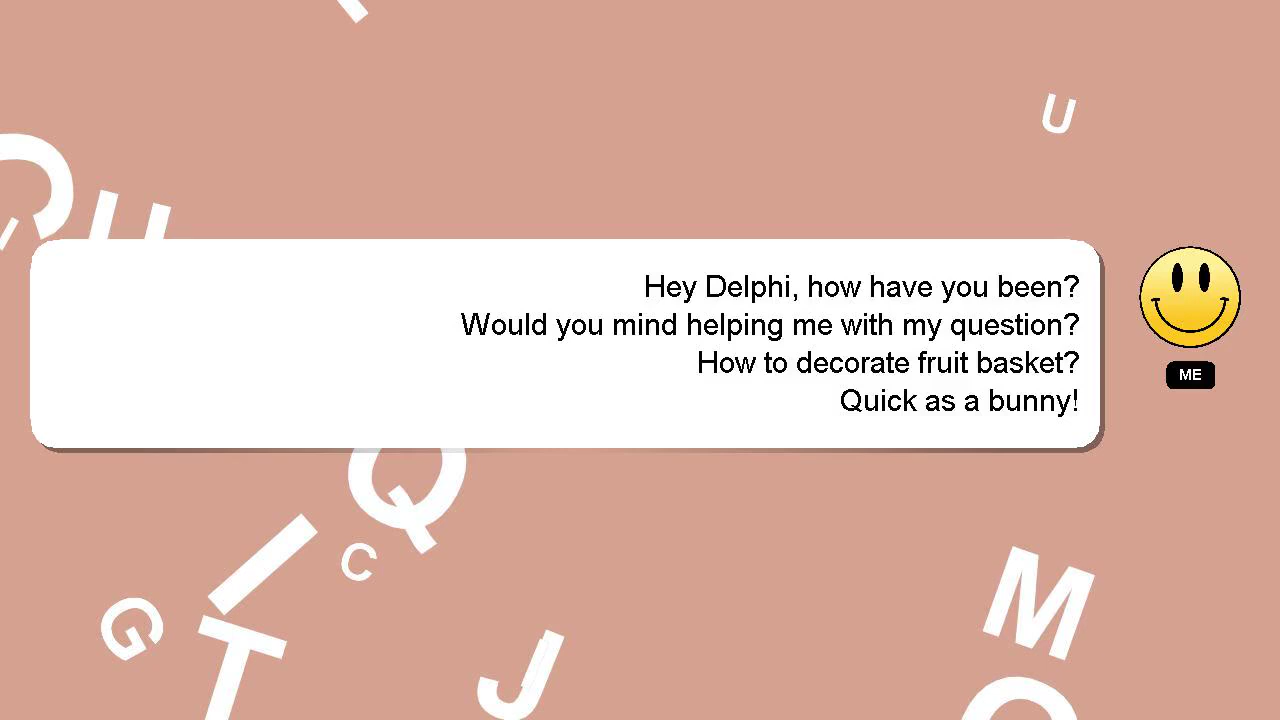 U
C
U
Hey Delphi, how have you been?
Would you mind helping me with my question?
How to decorate fruit basket?
Quick as a bunny!
ME
Q
I
C
G
T
J
M